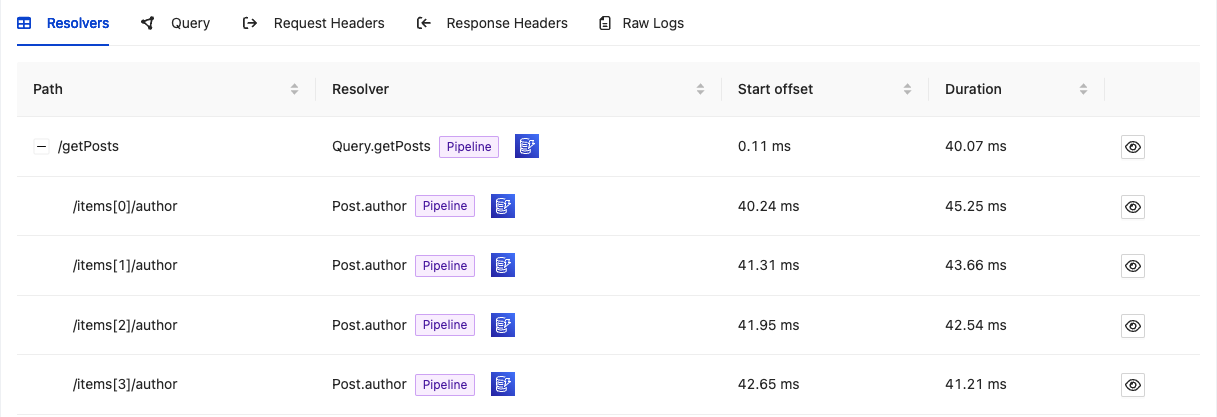 Resolvers Query Request Headers Response Headers Raw Logs
Path Resolver Start offset Duration
/getPosts Query.getPosts Pipeline 0.11 ms 40.07 ms
/items[0]/author Post.author Pipeline 40.24 ms 45.25 ms
/items[1]/author Post.author Pipeline 41.31 ms 43.66 ms
/items[2]/author Post.author Pipeline 41.95 ms 42.54 ms
/items[3]/author Post.author Pipeline 42.65 ms 41.21 ms